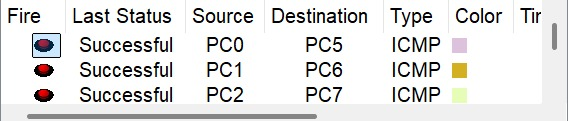 Fire Last Status Source Destination Type Color Tir
Successful PC0 PC5 ICMP
Successful PC1 PC6 ICMP
Successful PC2 PC7 ICMP